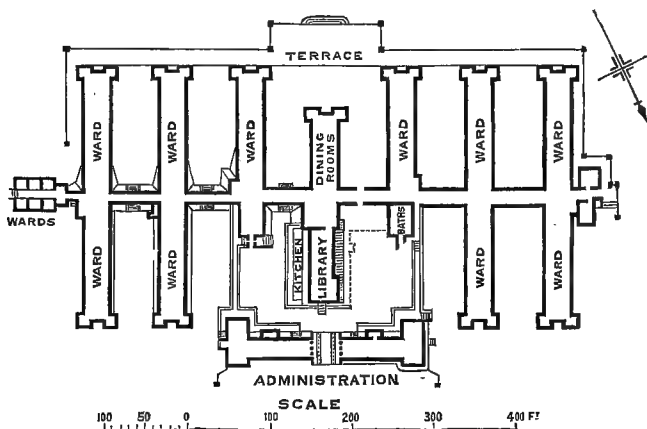 TERRACE
WARD WARD WARD DINING ROOMS WARD WARD WARD
WARDS
BATHS
WARD WARD KITCHEN LIBRARY WARD WARD
ADMINISTRATION
SCALE
100 50 0 100 200 300 400 FT